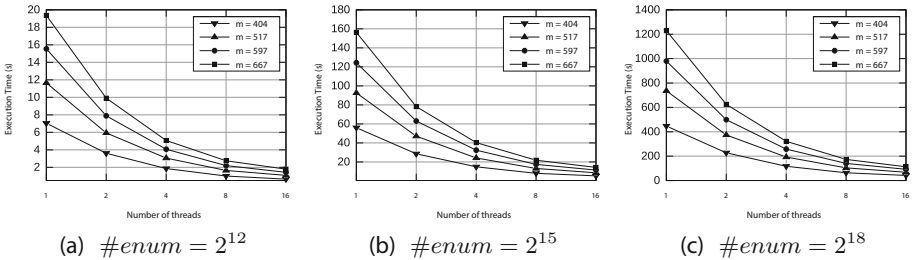 20
18
16
14
12
10
8
6
4
2
Execution Time (s)
m = 404
m = 517
m = 597
m = 667
1 2 4 8 16
Number of threads
(a) #enum = 2^12
180
160
140
120
100
80
60
40
20
Execution Time (s)
m = 404
m = 517
m = 597
m = 667
1 2 4 8 16
Number of threads
(b) #enum = 2^15
1400
1200
1000
800
600
400
200
0
Execution Time (s)
m = 404
m = 517
m = 597
m = 667
1 2 4 8 16
Number of threads
(c) #enum = 2^18